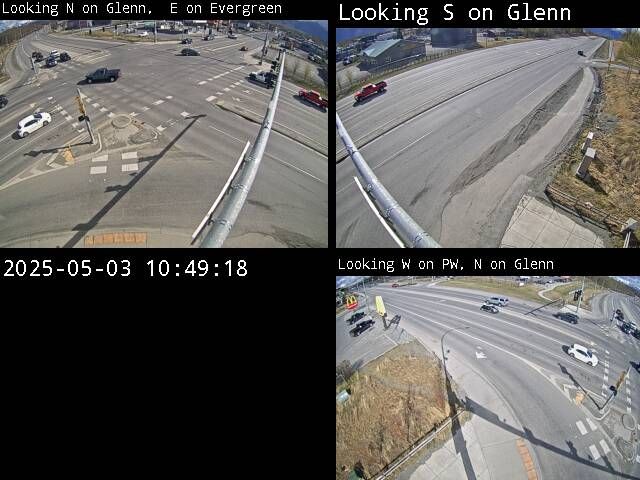 Looking N on Glenn,  E on Evergreen
Looking S on Glenn
2025-05-03 10:49:18
Looking W on PW, N on Glenn